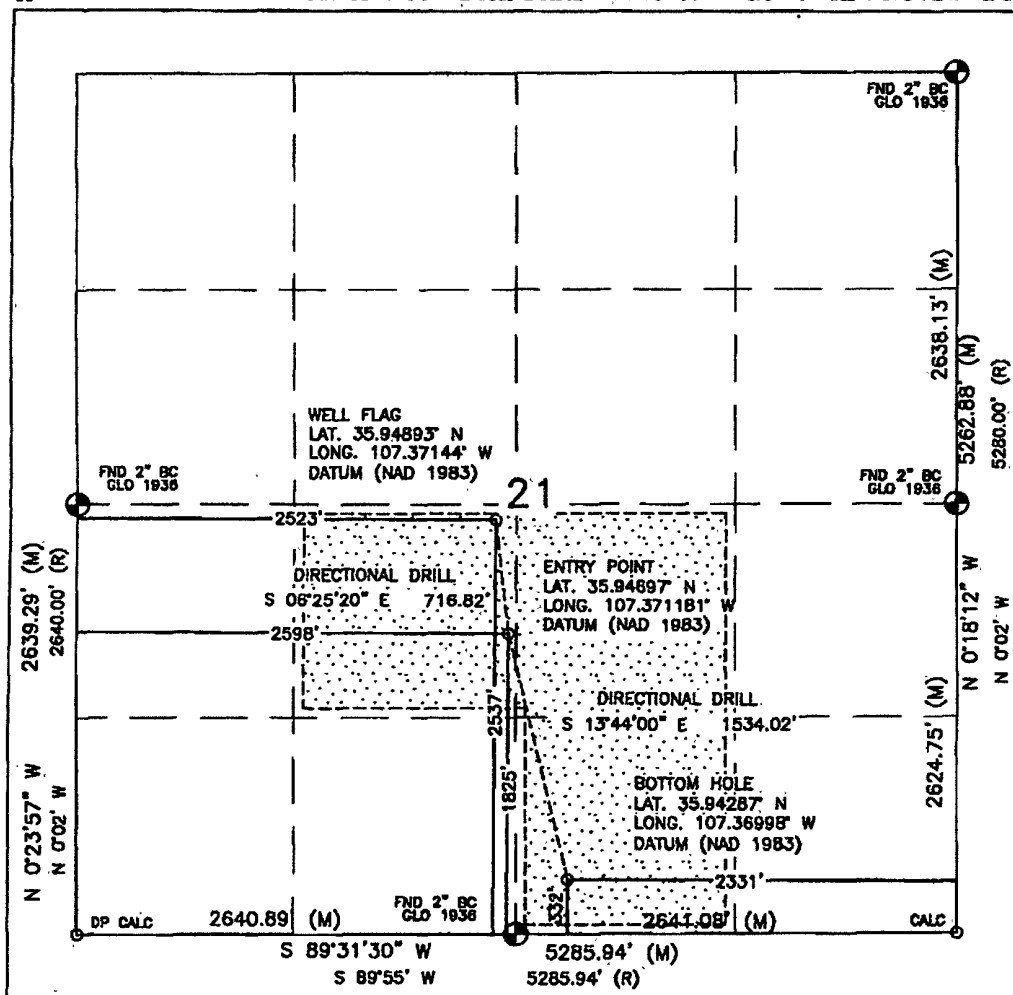 FND 2" BC
GLO 1936
2638.13' (M)
5262.88' (M)
5280.00' (R)
WELL FLAG
LAT. 35.94893° N
LONG. 107.37144° W
DATUM (NAD 1983)
FND 2" BC
GLO 1936
FND 2" BC
GLO 1936
21
2523'
ENTRY POINT
LAT. 35.94697° N
LONG. 107.371181° W
DATUM (NAD 1983)
DIRECTIONAL DRILL
S 06°25'20" E 716.82'
2598'
2639.29' (M)
2640.00' (R)
N 0°18'12" W
N 0°02' W
DIRECTIONAL DRILL
S 13°44'00" E 1534.02'
2537'
1825'
2624.75' (M)
BOTTOM HOLE
LAT. 35.94287° N
LONG. 107.36998° W
DATUM (NAD 1983)
N 0°23'57" W
N 0°02' W
2331'
332'
FND 2" BC
GLO 1936
DP CALC
2640.89 (M)
2641.08' (M)
CALC
S 89°31'30" W 5285.94' (M)
S 89°55' W 5285.94' (R)